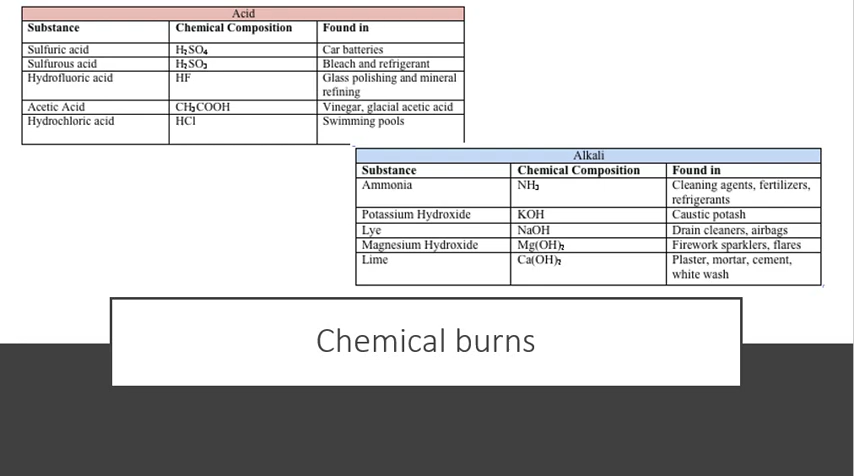 Acid
Substance Chemical Composition Found in
Sulfuric acid H₂SO₄ Car batteries
Sulfurous acid H₂SO₃ Bleach and refrigerant
Hydrofluoric acid HF Glass polishing and mineral
refining
Acetic Acid CH₃COOH Vinegar, glacial acetic acid
Hydrochloric acid HCl Swimming pools
Alkali
Substance Chemical Composition Found in
Ammonia NH₃ Cleaning agents, fertilizers,
refrigerants
Potassium Hydroxide KOH Caustic potash
Lye NaOH Drain cleaners, airbags
Magnesium Hydroxide Mg(OH)₂ Firework sparklers, flares
Lime Ca(OH)₂ Plaster, mortar, cement,
white wash
Chemical burns